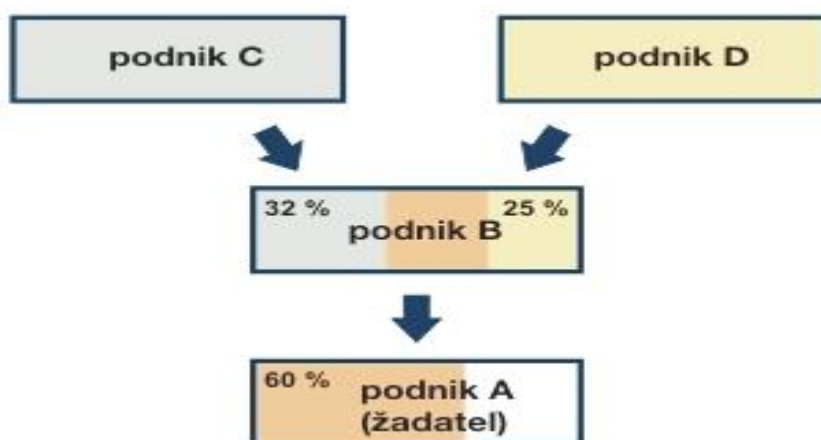 podnik C
podnik D
32 %
25 %
podnik B
60 %
podnik A
(žadatel)